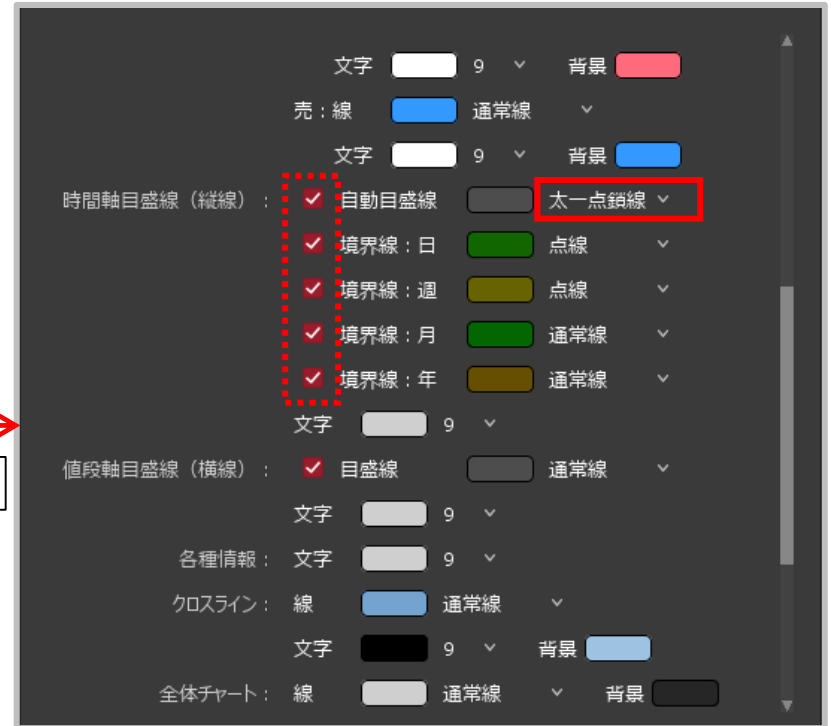 文字 9 背景
売：線 通常線
文字 9 背景
時間軸目盛線（縦線）： 自動目盛線 太一点鎖線
境界線：日 点線
境界線：週 点線
境界線：月 通常線
境界線：年 通常線
文字 9
値段軸目盛線（横線）： 目盛線 通常線
文字 9
各種情報： 文字 9
クロスライン： 線 通常線
文字 9 背景
全体チャート： 線 通常線 背景